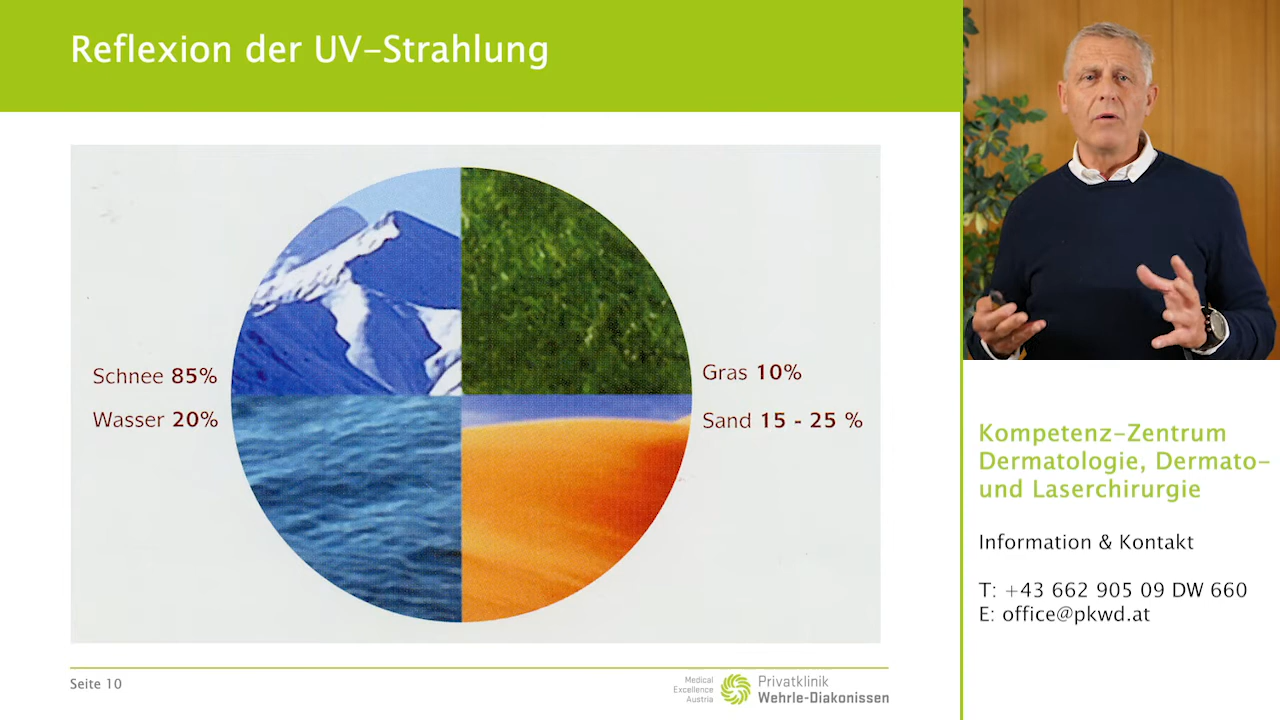 Reflexion der UV-Strahlung
Schnee 85%
Wasser 20%
Gras 10%
Sand 15 - 25 %
Seite 10
Medical
Excellence
Austria
Privatklinik
Wehrle-Diakonissen
Kompetenz-Zentrum
Dermatologie, Dermato-
und Laserchirurgie
Information & Kontakt
T: +43 662 905 09 DW 660
E: office@pkwd.at